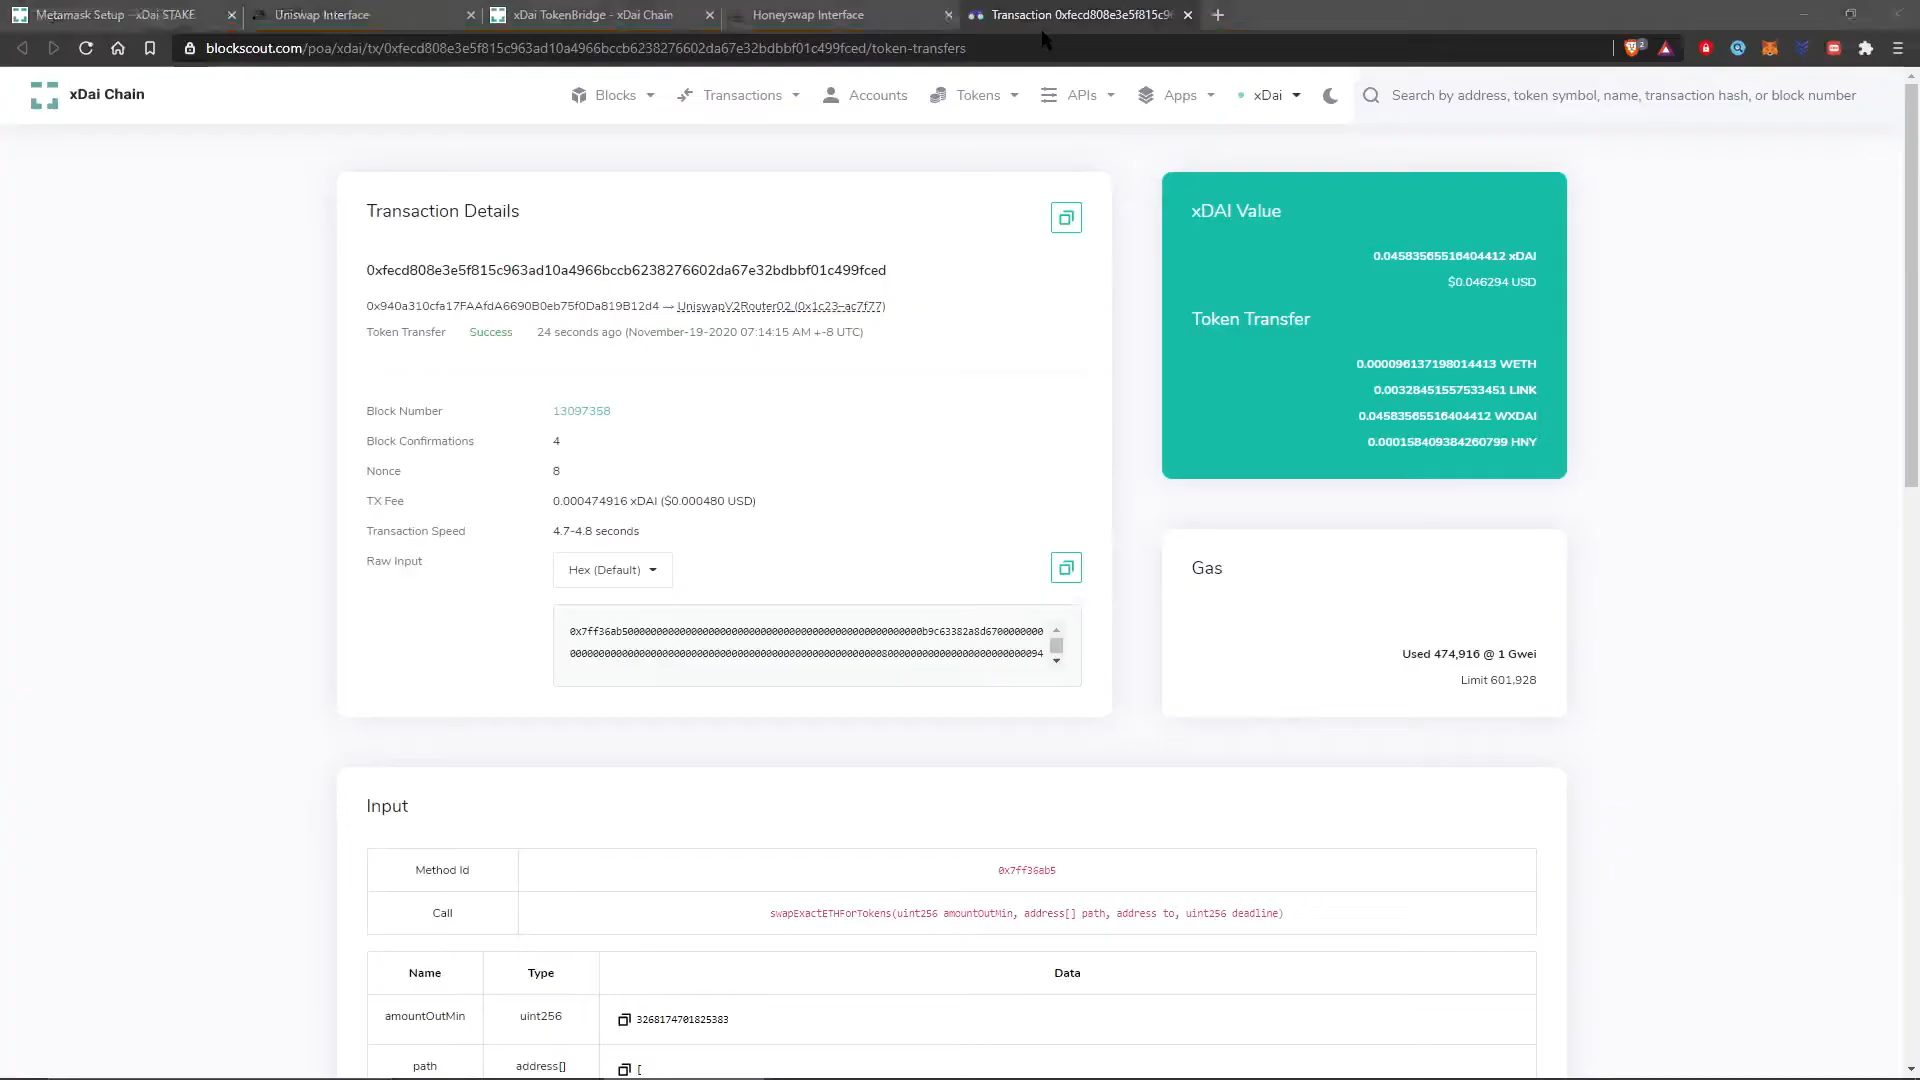 Metamask Setup - xDai STAKE
Uniswap Interface
xDai TokenBridge - xDai Chain
Honeyswap Interface
Transaction 0xfecd808e3e5f815c9
blockscout.com/poa/xdai/tx/0xfecd808e3e5f815c963ad10a4966bccb6238276602da67e32bdbbf01c499fced/token-transfers
2
xDai Chain
Blocks
Transactions
Accounts
Tokens
APIs
Apps
xDai
Search by address, token symbol, name, transaction hash, or block number
Transaction Details
0xfecd808e3e5f815c963ad10a4966bccb6238276602da67e32bdbbf01c499fced
0x940a310cfa17FAAfdA6690B0eb75f0Da819B12d4 → UniswapV2Router02 (0x1c23–ac7f77)
Token Transfer Success 24 seconds ago (November-19-2020 07:14:15 AM +-8 UTC)
Block Number 13097358
Block Confirmations 4
Nonce 8
TX Fee 0.000474916 xDAI ($0.000480 USD)
Transaction Speed 4.7-4.8 seconds
Raw Input Hex (Default)
xDAI Value
0.04583565516404412 xDAI
$0.046294 USD
Token Transfer
0.000096137198014413 WETH
0.00328451557533451 LINK
0.04583565516404412 WXDAI
0.000158409384260799 HNY
Gas
Used 474,916 @ 1 Gwei
Limit 601,928
Input
Method Id 0x7ff36ab5
Call swapExactETHForTokens(uint256 amountOutMin, address[] path, address to, uint256 deadline)
Name Type Data
amountOutMin uint256 3268174701825383
path address[] [